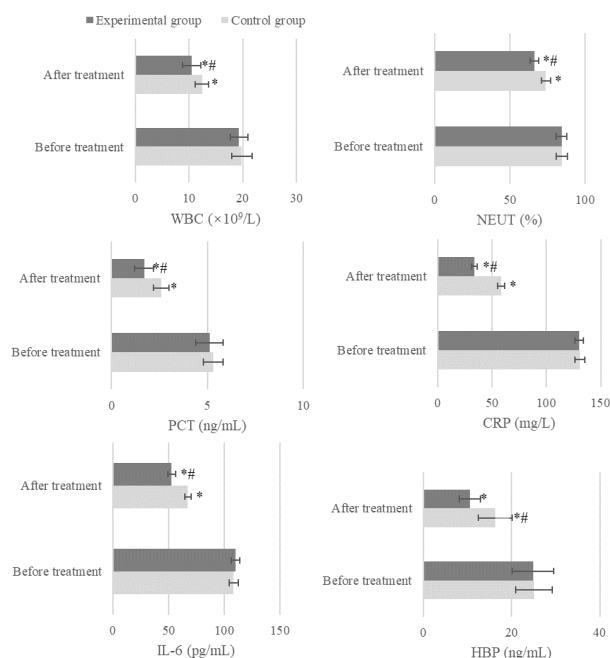 Experimental group Control group
After treatment
*#
*
Before treatment
0 10 20 30
WBC (×10⁹/L)
After treatment
*#
*
Before treatment
0 50 100
NEUT (%)
After treatment
*#
*
Before treatment
0 5 10
PCT (ng/mL)
After treatment
*#
*
Before treatment
0 50 100 150
CRP (mg/L)
After treatment
*#
*
Before treatment
0 50 100 150
IL-6 (pg/mL)
After treatment
*
*#
Before treatment
0 20 40
HBP (ng/mL)